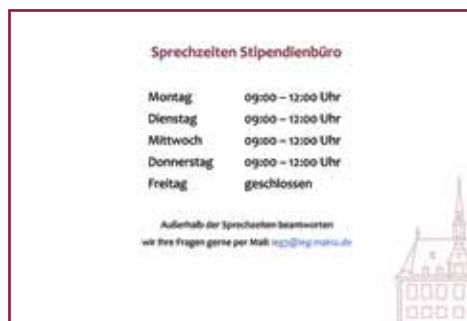 Sprechzeiten Stipendienbüro
Montag 09:00 – 12:00 Uhr
Dienstag 09:00 – 12:00 Uhr
Mittwoch 09:00 – 12:00 Uhr
Donnerstag 09:00 – 12:00 Uhr
Freitag geschlossen
Außerhalb der Sprechzeiten beantworten
wir Ihre Fragen gerne per Mail: